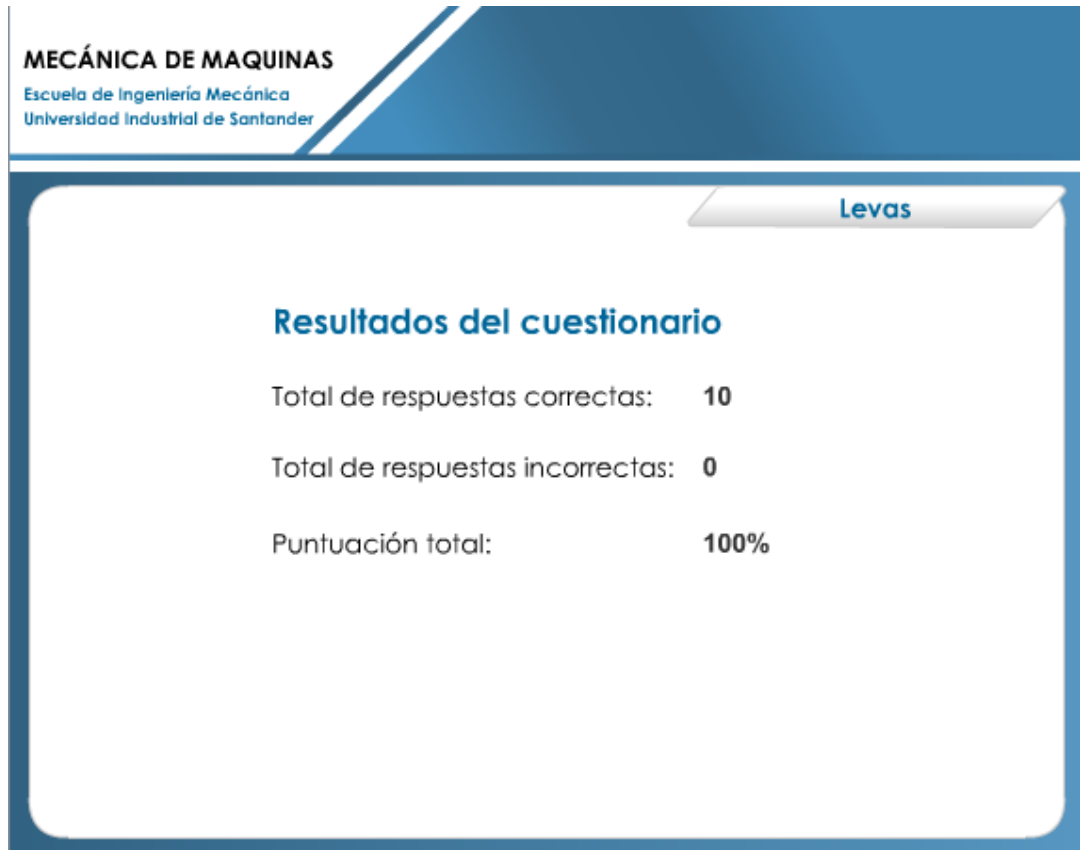 MECÁNICA DE MAQUINAS
Escuela de Ingeniería Mecánica
Universidad Industrial de Santander
Levas
Resultados del cuestionario
Total de respuestas correctas: 10
Total de respuestas incorrectas: 0
Puntuación total: 100%